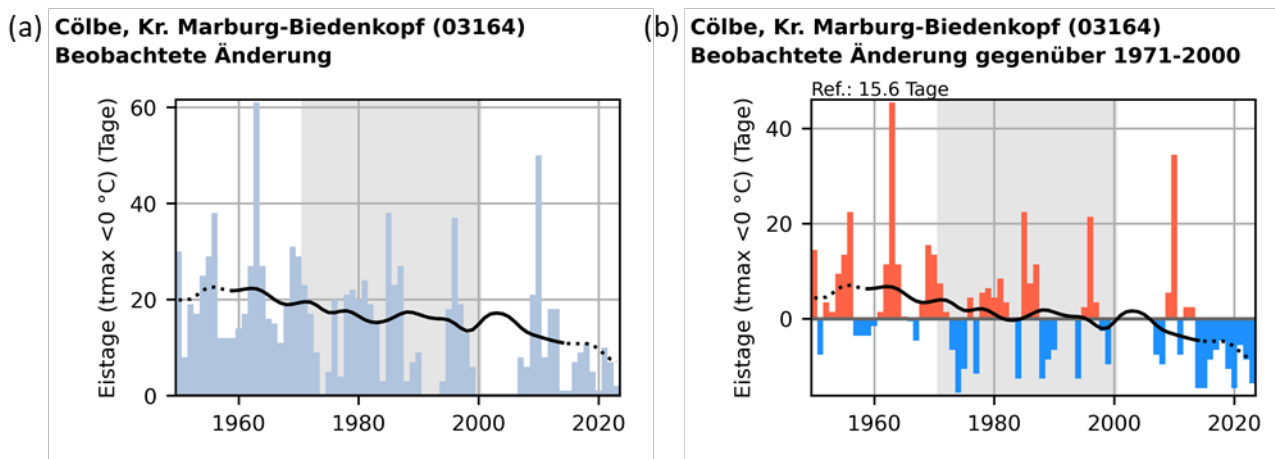 (a) Cölbe, Kr. Marburg-Biedenkopf (03164)
Beobachtete Änderung
Eistage (tmax <0 °C) (Tage)
60
40
20
0
1960 1980 2000 2020
(b) Cölbe, Kr. Marburg-Biedenkopf (03164)
Beobachtete Änderung gegenüber 1971-2000
Ref.: 15.6 Tage
Eistage (tmax <0 °C) (Tage)
40
20
0
1960 1980 2000 2020